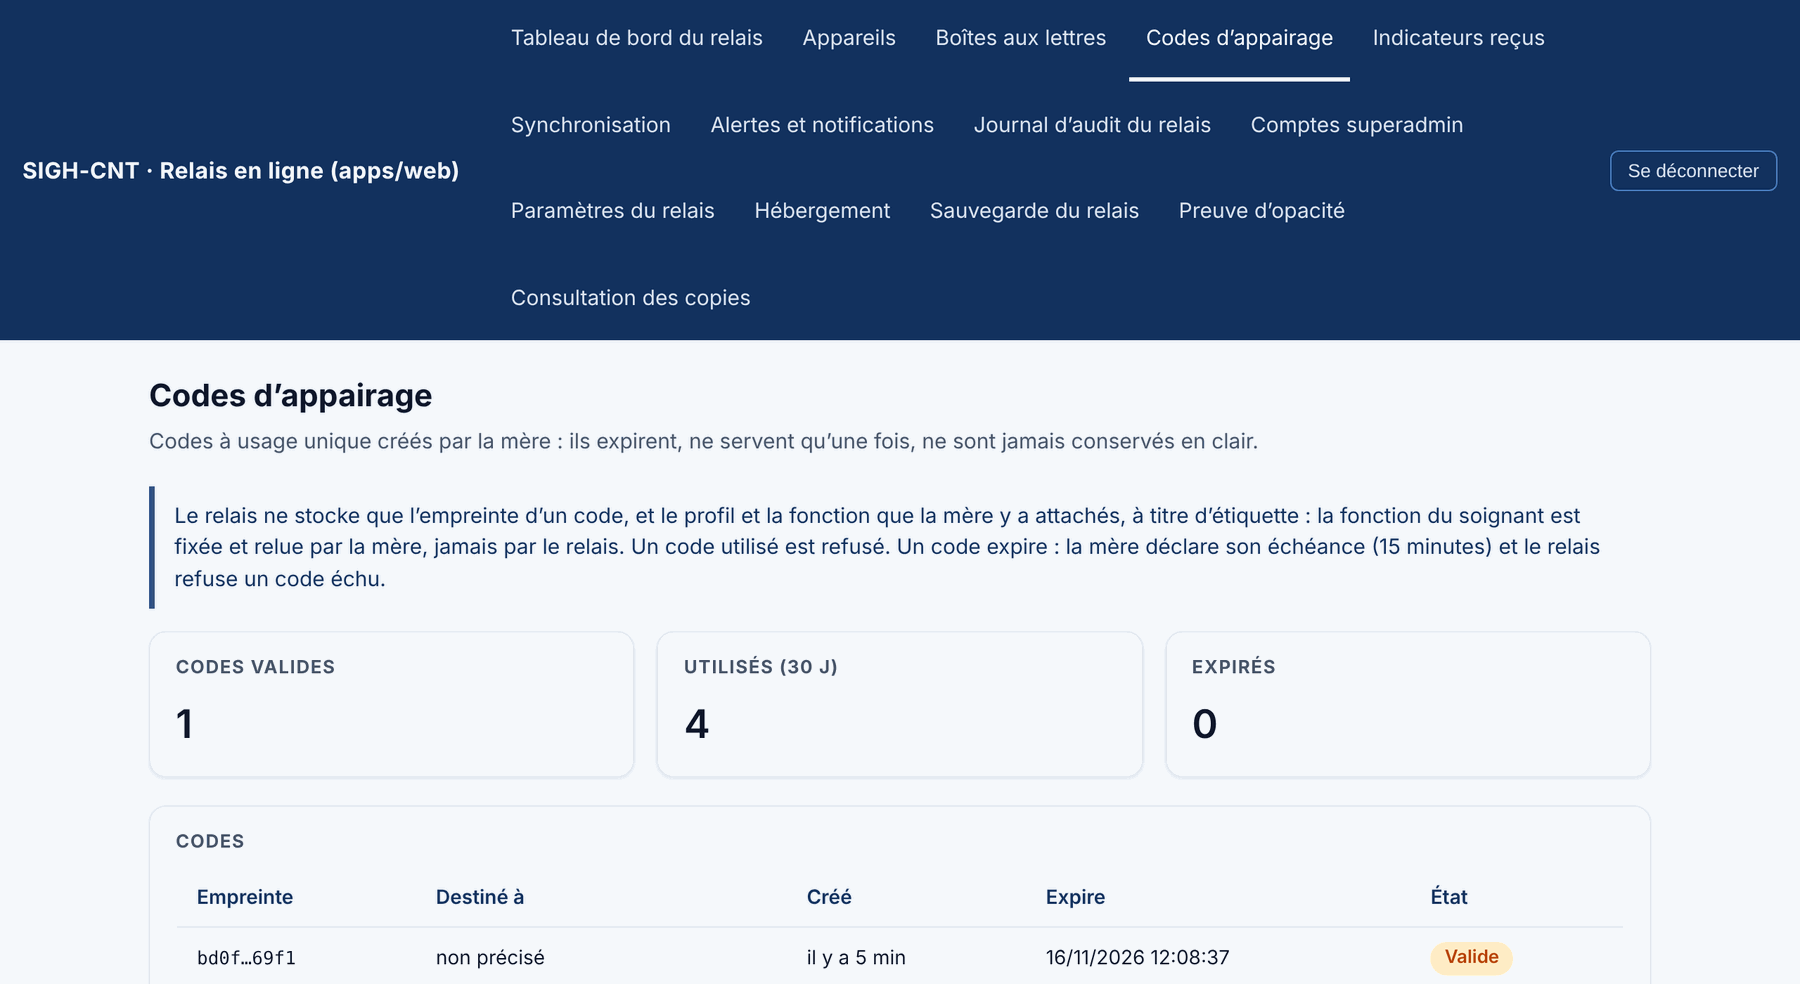 Tableau de bord du relais Appareils Boîtes aux lettres Codes d’appairage Indicateurs reçus
Synchronisation Alertes et notifications Journal d’audit du relais Comptes superadmin
SIGH-CNT · Relais en ligne (apps/web)
Se déconnecter
Paramètres du relais Hébergement Sauvegarde du relais Preuve d’opacité
Consultation des copies
Codes d’appairage
Codes à usage unique créés par la mère : ils expirent, ne servent qu’une fois, ne sont jamais conservés en clair.
Le relais ne stocke que l’empreinte d’un code, et le profil et la fonction que la mère y a attachés, à titre d’étiquette : la fonction du soignant est
fixée et relue par la mère, jamais par le relais. Un code utilisé est refusé. Un code expire : la mère déclare son échéance (15 minutes) et le relais
refuse un code échu.
CODES VALIDES UTILISÉS (30 J) EXPIRÉS
1 4 0
CODES
Empreinte Destiné à Créé Expire État
bd0f…69f1 non précisé il y a 5 min 16/11/2026 12:08:37 Valide